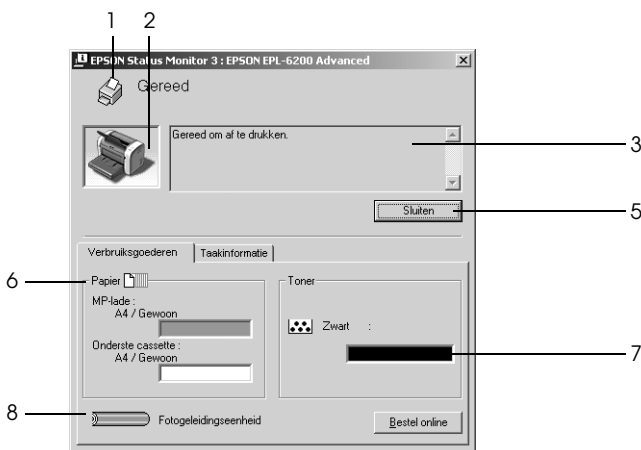 1 2
EPSON Status Monitor 3 : EPSON EPL-6200 Advanced
Gereed
Gereed om af te drukken.
3
Sluiten
5
Verbruiksgoederen Taakinformatie
6
Papier
Toner
MP-lade :
A4 / Gewoon
Zwart :
Onderste cassette :
A4 / Gewoon
7
8
Fotogeleidingseenheid
Bestel online